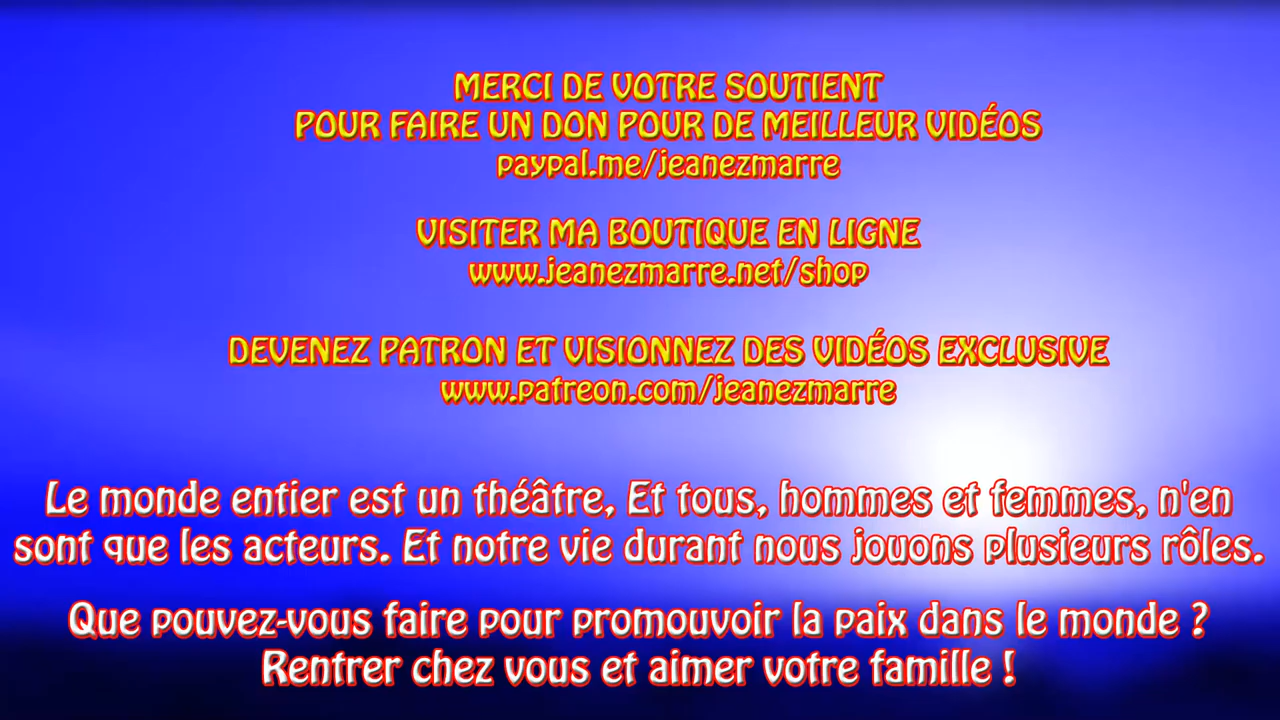 MERCI DE VOTRE SOUTIENT
POUR FAIRE UN DON POUR DE MEILLEUR VIDÉOS
paypal.me/jeanezmarre
VISITER MA BOUTIQUE EN LIGNE
www.jeanezmarre.net/shop
DEVENEZ PATRON ET VISIONNEZ DES VIDÉOS EXCLUSIVE
www.patreon.com/jeanezmarre
Le monde entier est un théâtre, Et tous, hommes et femmes, n'en
sont que les acteurs. Et notre vie durant nous jouons plusieurs rôles.
Que pouvez-vous faire pour promouvoir la paix dans le monde ?
Rentrer chez vous et aimer votre famille !